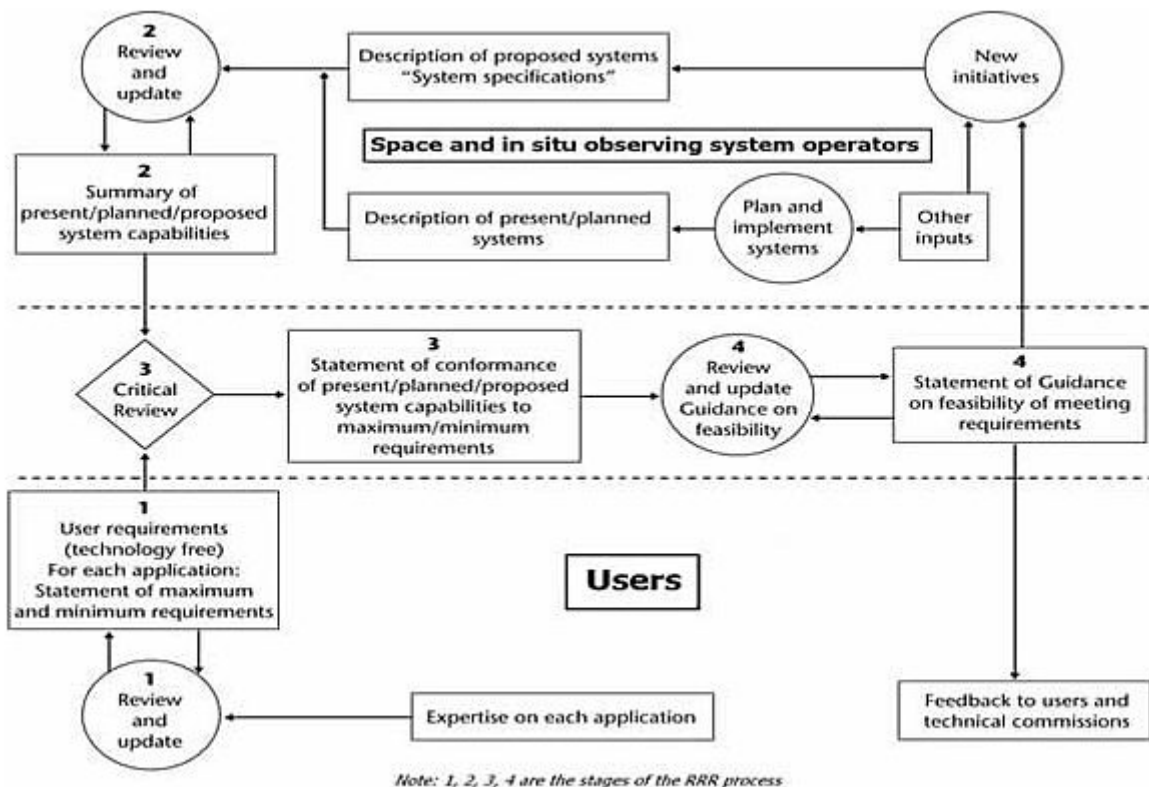 2
Review
and
update
Description of proposed systems
“System specifications”
New
initiatives
Space and in situ observing system operators
2
Summary of
present/planned/proposed
system capabilities
Description of present/planned
systems
Plan and
implement
systems
Other
inputs
3
Critical
Review
3
Statement of conformance
of present/planned/proposed
system capabilities to
maximum/minimum
requirements
4
Review
and update
Guidance on
feasibility
4
Statement of Guidance
on feasibility of meeting
requirements
1
User requirements
(technology free)
For each application:
Statement of maximum
and minimum requirements
Users
1
Review
and
update
Expertise on each application
Feedback to users and
technical commissions
Note: 1, 2, 3, 4 are the stages of the RRR process